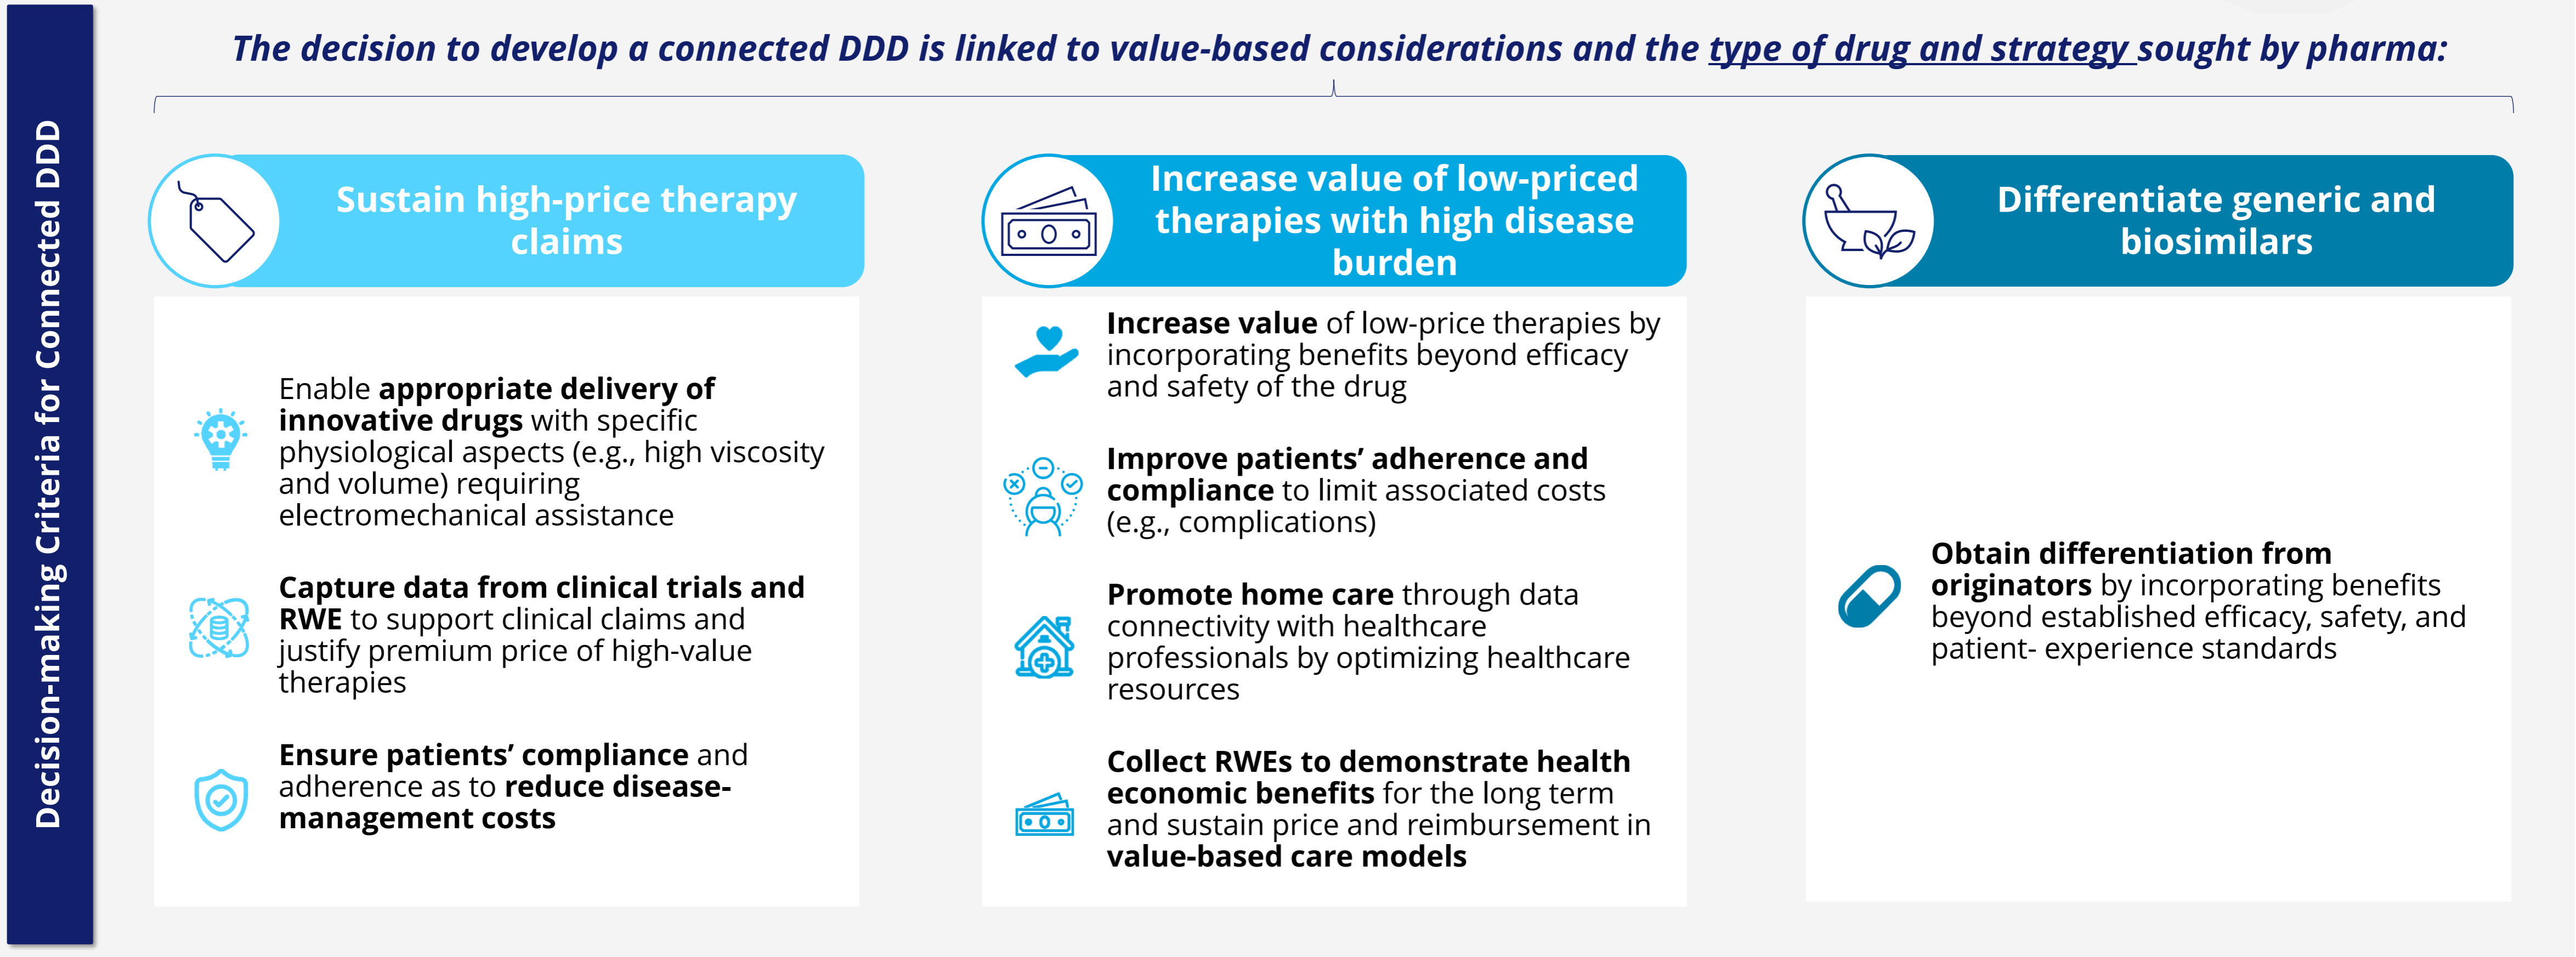 Decision-making Criteria for Connected DDD
The decision to develop a connected DDD is linked to value-based considerations and the type of drug and strategy sought by pharma:
Sustain high-price therapy
claims
Enable appropriate delivery of
innovative drugs with specific
physiological aspects (e.g., high viscosity
and volume) requiring
electromechanical assistance
Capture data from clinical trials and
RWE to support clinical claims and
justify premium price of high-value
therapies
Ensure patients’ compliance and
adherence as to reduce disease-
management costs
Increase value of low-priced
therapies with high disease
burden
Increase value of low-price therapies by
incorporating benefits beyond efficacy
and safety of the drug
Improve patients’ adherence and
compliance to limit associated costs
(e.g., complications)
Promote home care through data
connectivity with healthcare
professionals by optimizing healthcare
resources
Collect RWEs to demonstrate health
economic benefits for the long term
and sustain price and reimbursement in
value-based care models
Differentiate generic and
biosimilars
Obtain differentiation from
originators by incorporating benefits
beyond established efficacy, safety, and
patient- experience standards